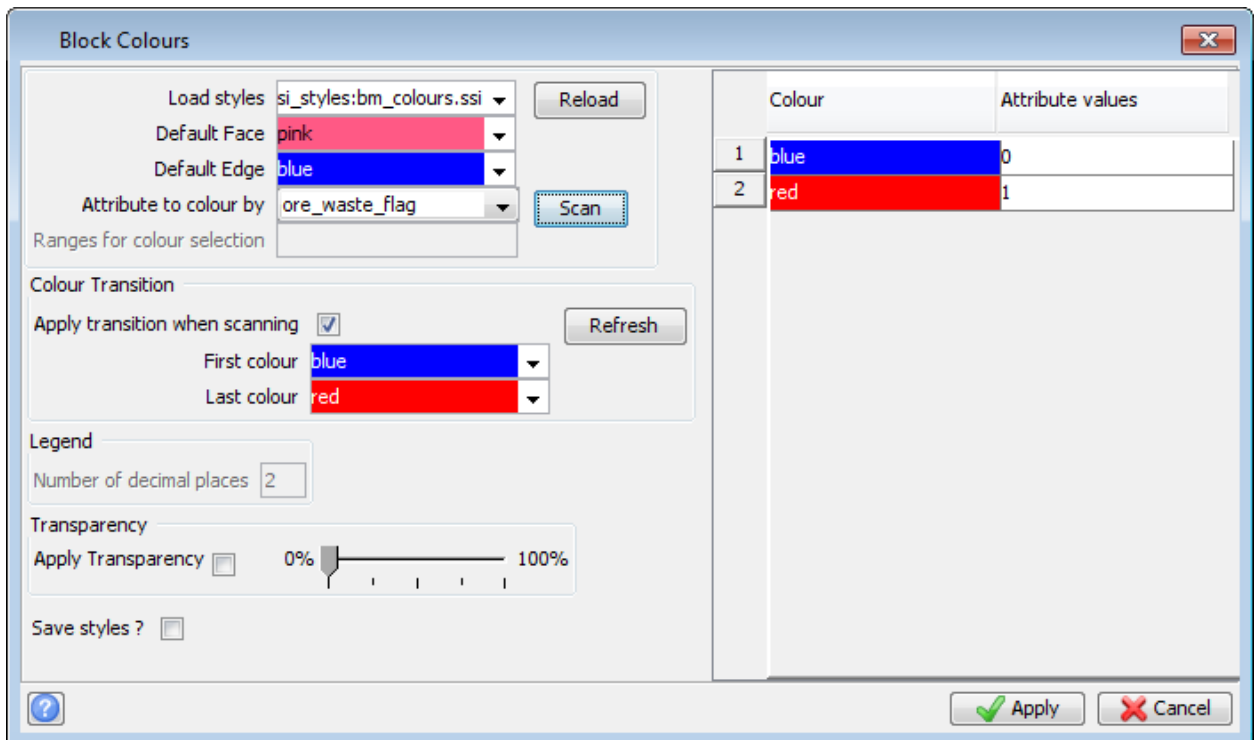 Block Colours
Load styles si_styles:bm_colours.ssi Reload
Default Face pink
Default Edge blue
Attribute to colour by ore_waste_flag Scan
Ranges for colour selection
Colour Transition
Apply transition when scanning Refresh
First colour blue
Last colour red
Legend
Number of decimal places 2
Transparency
Apply Transparency 0% 100%
Save styles ?
Colour Attribute values
1 blue 0
2 red 1
? Apply Cancel